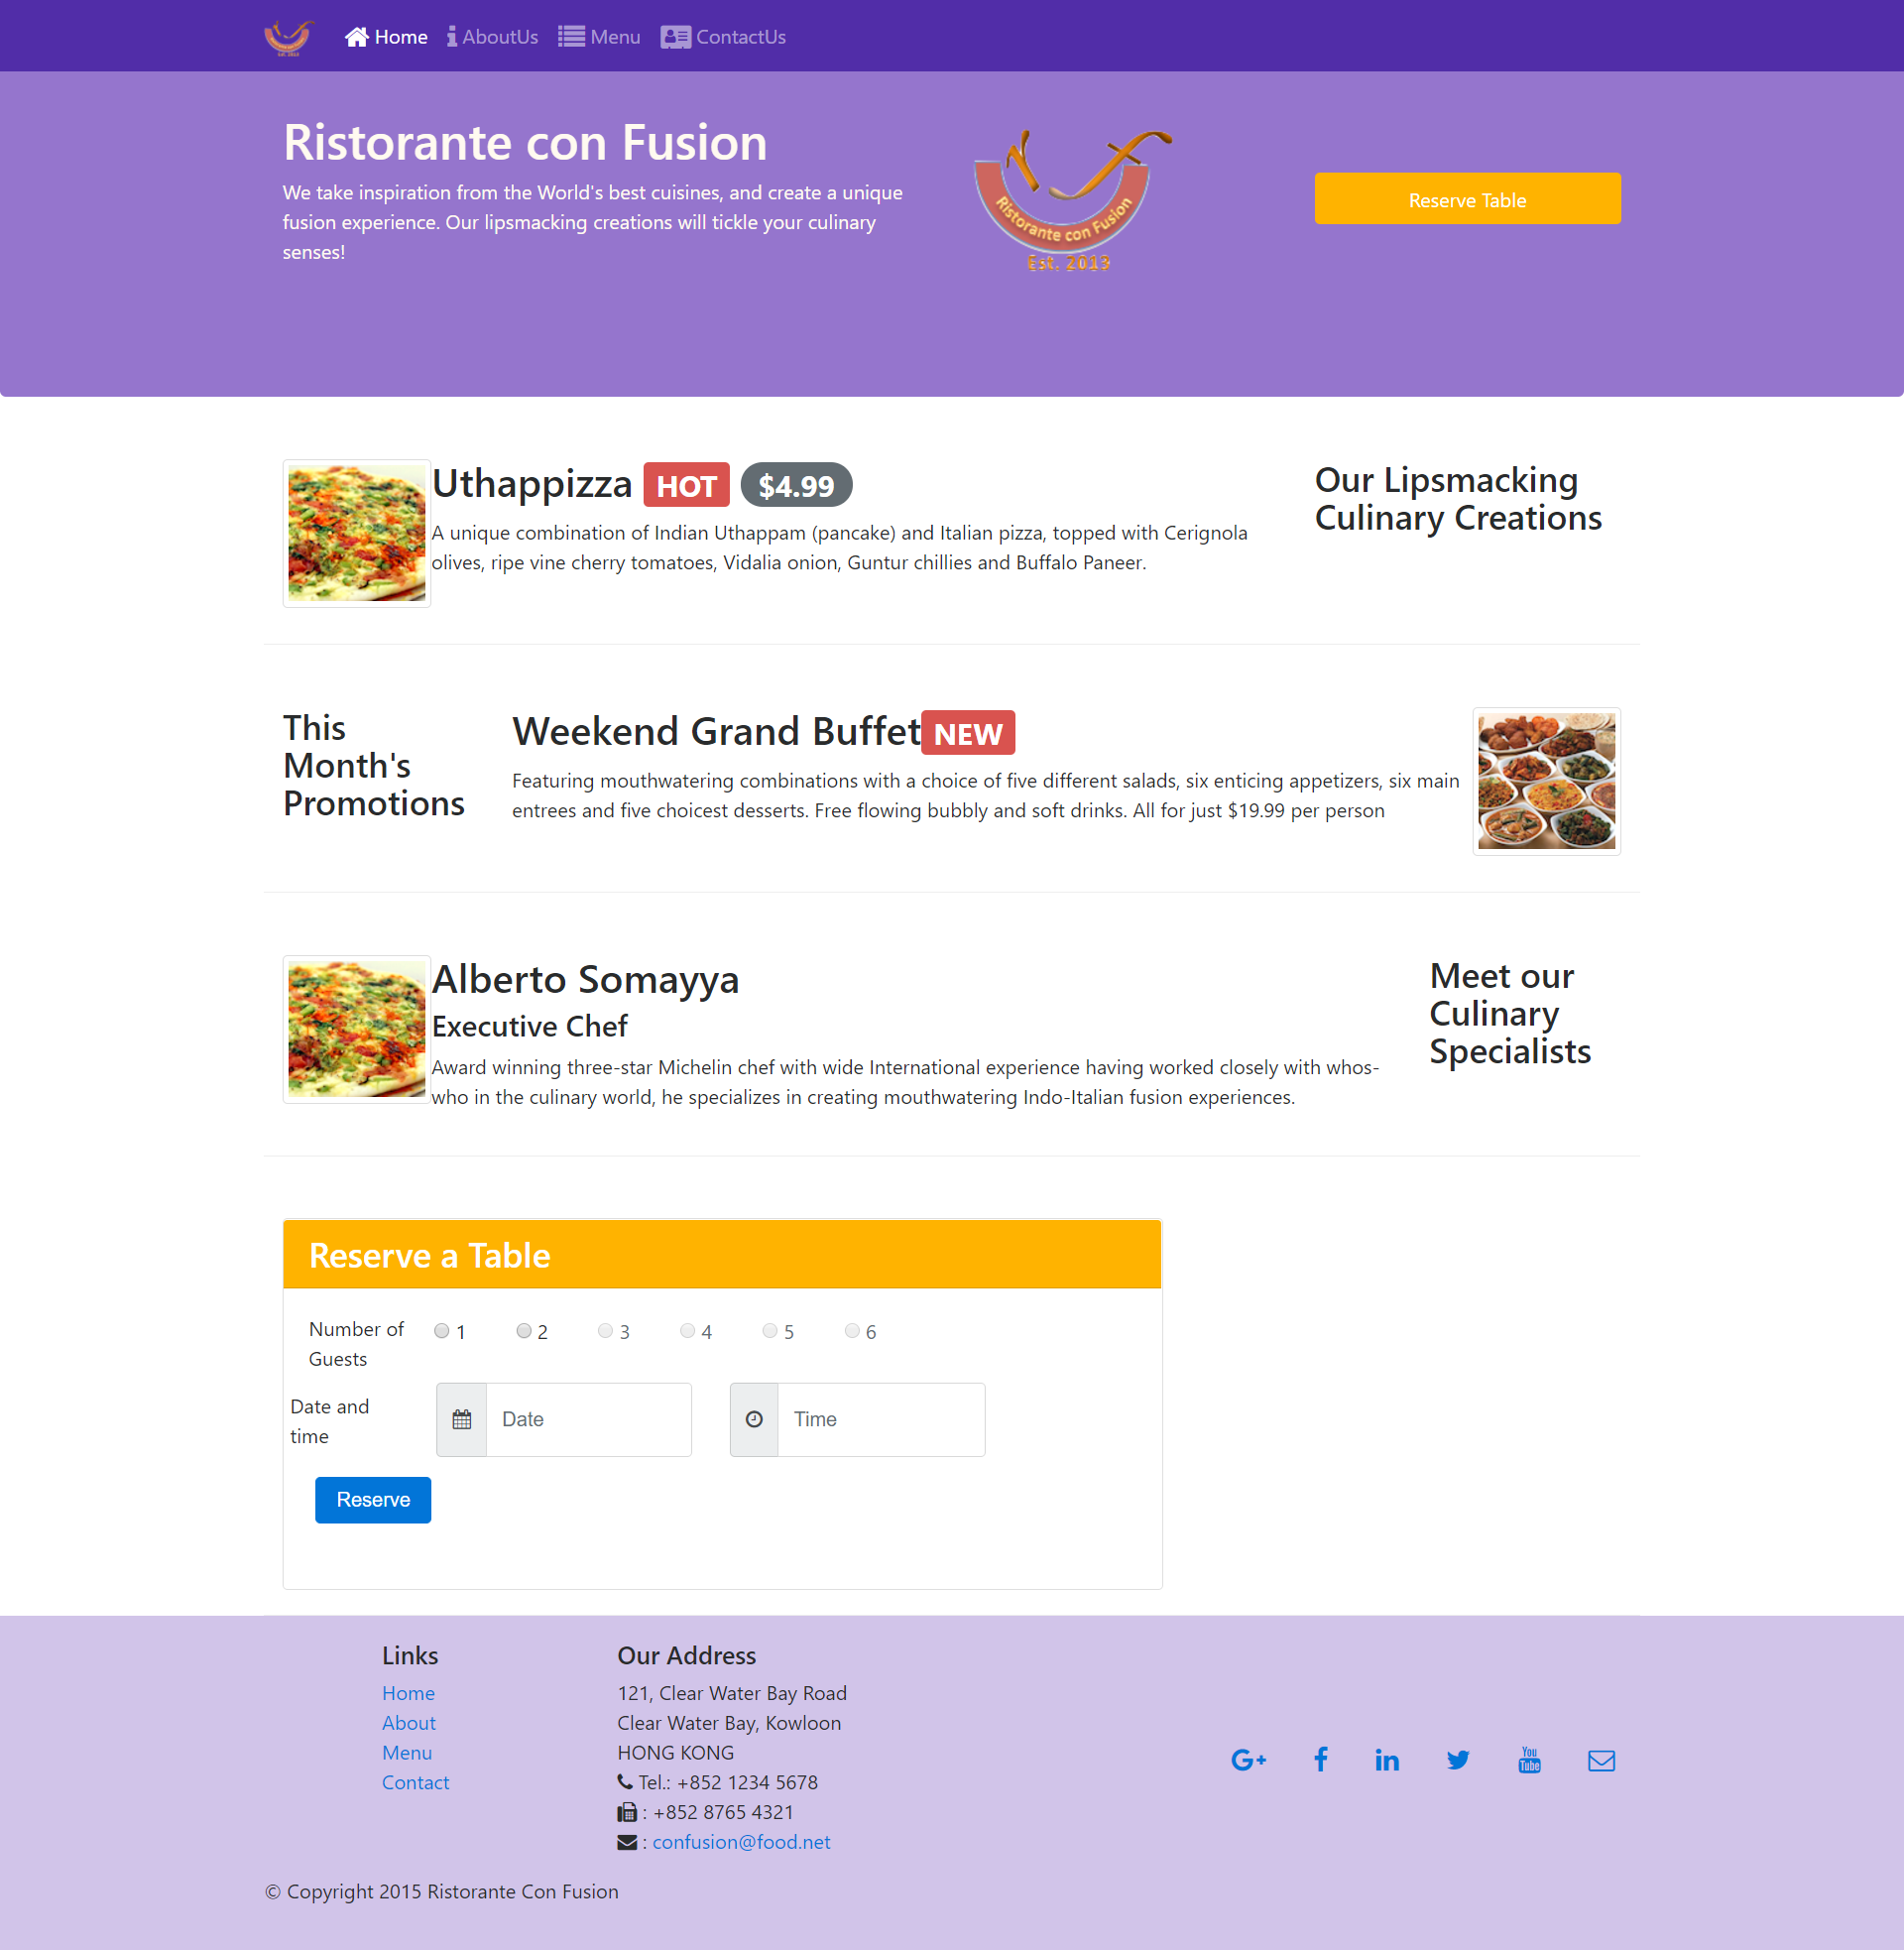 Home AboutUs Menu ContactUs
Ristorante con Fusion
We take inspiration from the World's best cuisines, and create a unique
fusion experience. Our lipsmacking creations will tickle your culinary
senses!
Ristorante con Fusion
Est. 2013
Reserve Table
Uthappizza HOT $4.99
A unique combination of Indian Uthappam (pancake) and Italian pizza, topped with Cerignola
olives, ripe vine cherry tomatoes, Vidalia onion, Guntur chillies and Buffalo Paneer.
Our Lipsmacking
Culinary Creations
This
Month's
Promotions
Weekend Grand Buffet NEW
Featuring mouthwatering combinations with a choice of five different salads, six enticing appetizers, six main
entrees and five choicest desserts. Free flowing bubbly and soft drinks. All for just $19.99 per person
Alberto Somayya
Executive Chef
Award winning three-star Michelin chef with wide International experience having worked closely with whos-
who in the culinary world, he specializes in creating mouthwatering Indo-Italian fusion experiences.
Meet our
Culinary
Specialists
Reserve a Table
Number of
Guests
1 2 3 4 5 6
Date and
time
Date
Time
Reserve
Links
Home
About
Menu
Contact
Our Address
121, Clear Water Bay Road
Clear Water Bay, Kowloon
HONG KONG
Tel.: +852 1234 5678
: +852 8765 4321
: confusion@food.net
G+ f in You Tube
© Copyright 2015 Ristorante Con Fusion